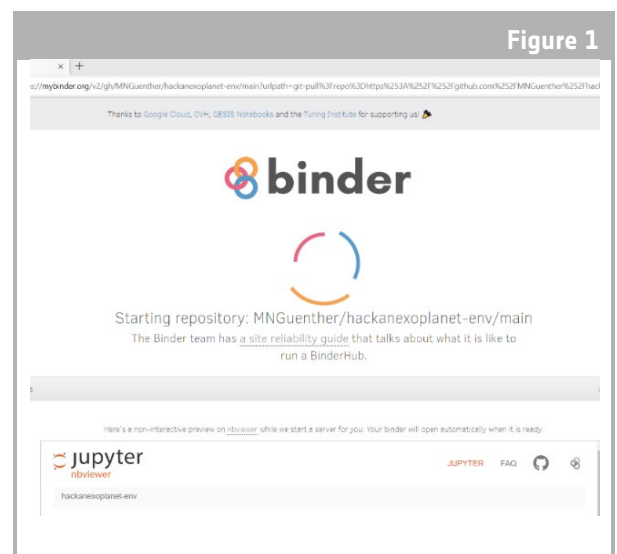 Figure 1
× +
s://mybinder.org/v2/gh/MNGuenther/hackanexoplanet-env/main?urlpath=git-pull%3Frepo%3Dhttps%253A%252F%252Fgithub.com%252FMNGuenther%252Fhack
Thanks to Google Cloud, OVH, GESIS Notebooks and the Turing Institute for supporting us! 🎉
binder
Starting repository: MNGuenther/hackanexoplanet-env/main
The Binder team has a site reliability guide that talks about what it is like to
run a BinderHub.
s
Here's a non-interactive preview on nbviewer while we start a server for you. Your binder will open automatically when it is ready.
jupyter
nbviewer
JUPYTER FAQ
hackanexoplanet-env